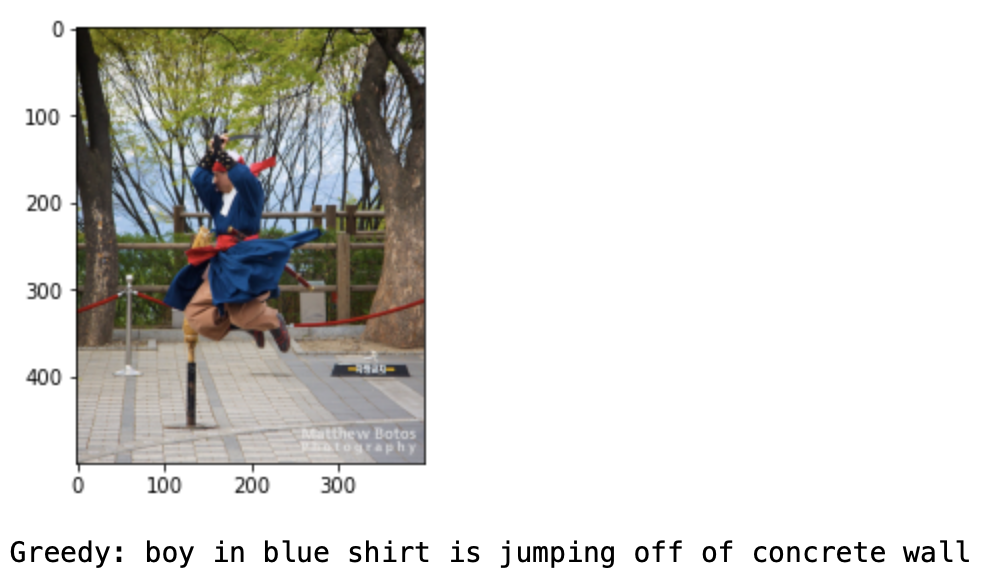 0
100
200
300
400
Matthew Botos
Photography
0 100 200 300
Greedy: boy in blue shirt is jumping off of concrete wall